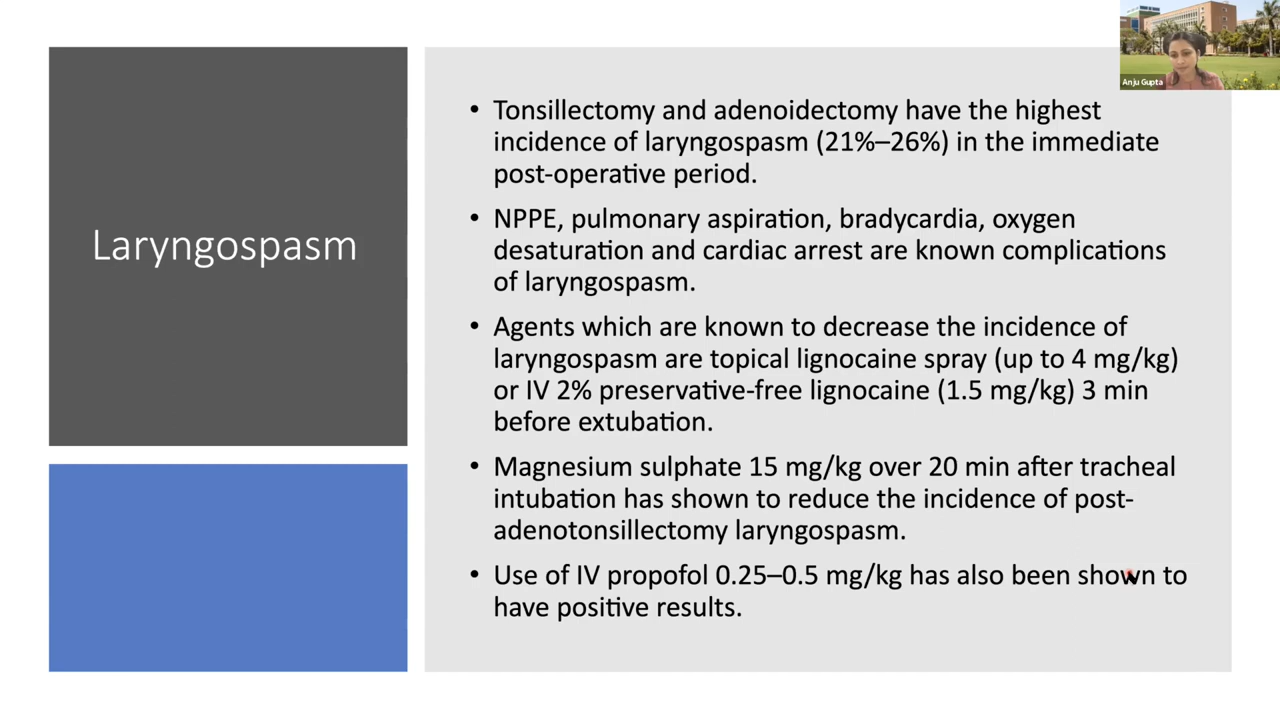 Anju Gupta
Laryngospasm
• Tonsillectomy and adenoidectomy have the highest
incidence of laryngospasm (21%–26%) in the immediate
post-operative period.
• NPPE, pulmonary aspiration, bradycardia, oxygen
desaturation and cardiac arrest are known complications
of laryngospasm.
• Agents which are known to decrease the incidence of
laryngospasm are topical lignocaine spray (up to 4 mg/kg)
or IV 2% preservative-free lignocaine (1.5 mg/kg) 3 min
before extubation.
• Magnesium sulphate 15 mg/kg over 20 min after tracheal
intubation has shown to reduce the incidence of post-
adenotonsillectomy laryngospasm.
• Use of IV propofol 0.25–0.5 mg/kg has also been shown to
have positive results.